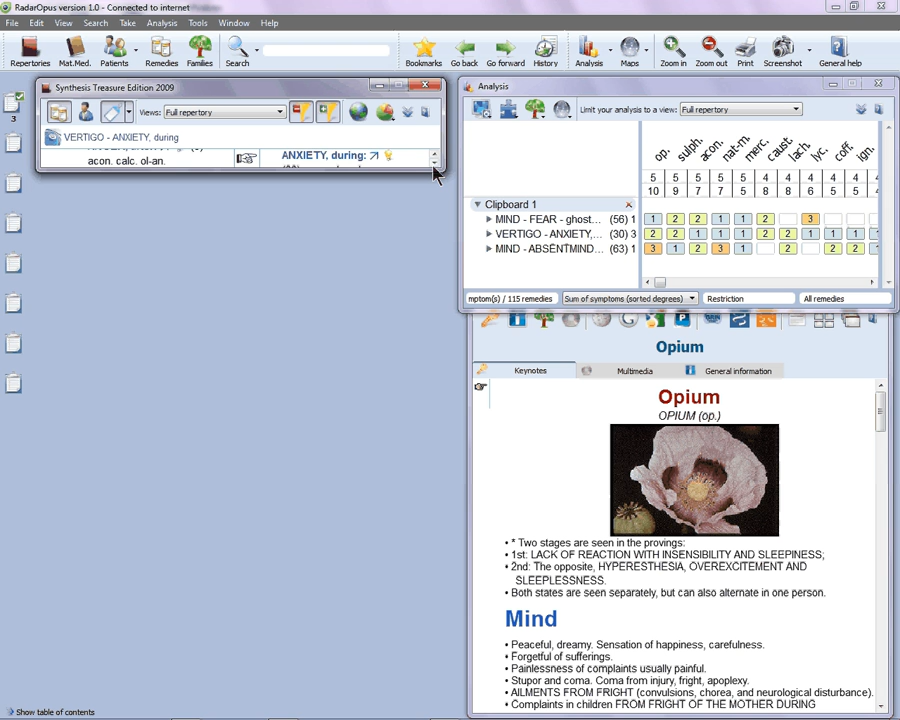 RadarOpus version 1.0 - Connected to internet
File Edit View Search Take Analysis Tools Window Help
Repertories Mat.Med. Patients Remedies Families Search Bookmarks Go back Go forward History Analysis Maps Zoom in Zoom out Print Screenshot General help
3
Synthesis Treasure Edition 2009
Views: Full repertory
VERTIGO - ANXIETY, during
acon. calc. ol-an.
ANXIETY, during:
Analysis
Limit your analysis to a view: Full repertory
op. sulph. acon. nat-m. merc. caust. lach. lyc. coff. ign.
5 5 5 5 5 4 4 4 4 4
10 9 7 7 5 8 8 6 5 4
Clipboard 1
MIND - FEAR - ghost... (56) 1 1 2 2 1 1 2 3
VERTIGO - ANXIETY,... (30) 3 2 2 1 1 1 2 2 1 1 1
MIND - ABSENTMIND... (63) 1 3 1 2 3 1 2 2 2
mptom(s) / 115 remedies Sum of symptoms (sorted degrees) Restriction All remedies
Opium
Keynotes Multimedia General information
Opium
OPIUM (op.)
• * Two stages are seen in the provings:
• 1st: LACK OF REACTION WITH INSENSIBILITY AND SLEEPINESS;
• 2nd: The opposite, HYPERESTHESIA, OVEREXCITEMENT AND
SLEEPLESSNESS.
• Both states are seen separately, but can also alternate in one person.
Mind
• Peaceful, dreamy. Sensation of happiness, carefulness.
• Forgetful of sufferings.
• Painlessness of complaints usually painful.
• Stupor and coma. Coma from injury, fright, apoplexy.
• AILMENTS FROM FRIGHT (convulsions, chorea, and neurological disturbance).
• Complaints in children FROM FRIGHT OF THE MOTHER DURING
Show table of contents